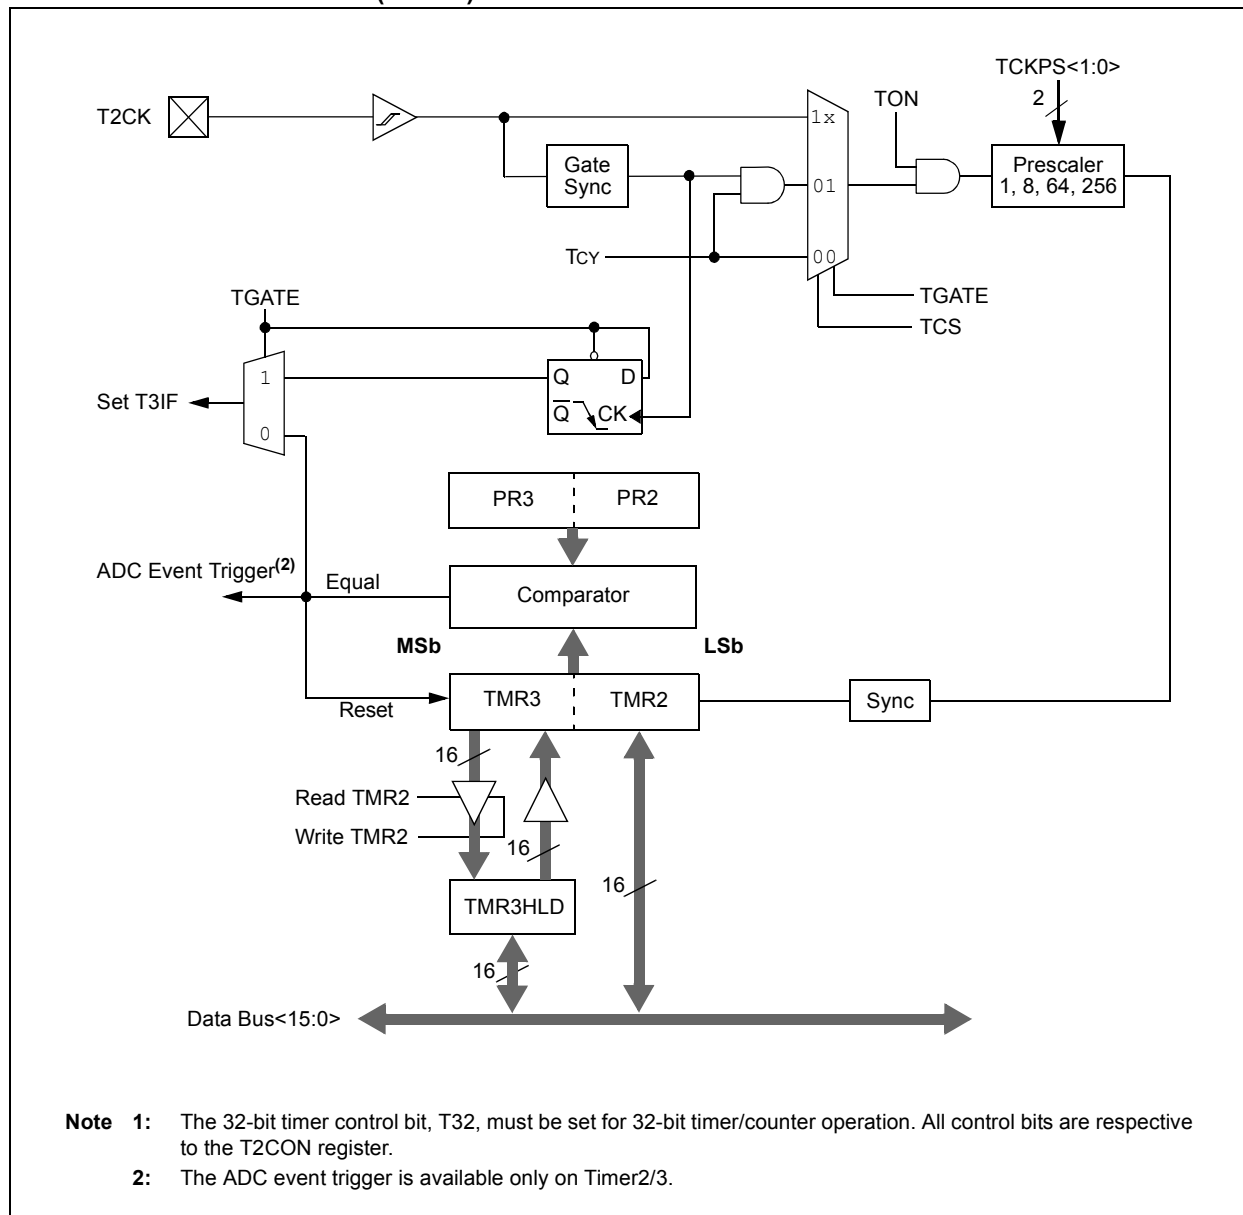 TCKPS<1:0>
2
TON
T2CK
1x
Gate
Sync
Prescaler
1, 8, 64, 256
01
TCY
00
TGATE
TGATE
TCS
1
Q D
Set T3IF
Q CK
0
PR3 PR2
ADC Event Trigger(2)
Equal
Comparator
MSb LSb
TMR3 TMR2
Sync
Reset
16
Read TMR2
Write TMR2
16
16
TMR3HLD
16
Data Bus<15:0>
Note 1: The 32-bit timer control bit, T32, must be set for 32-bit timer/counter operation. All control bits are respective
to the T2CON register.
2: The ADC event trigger is available only on Timer2/3.